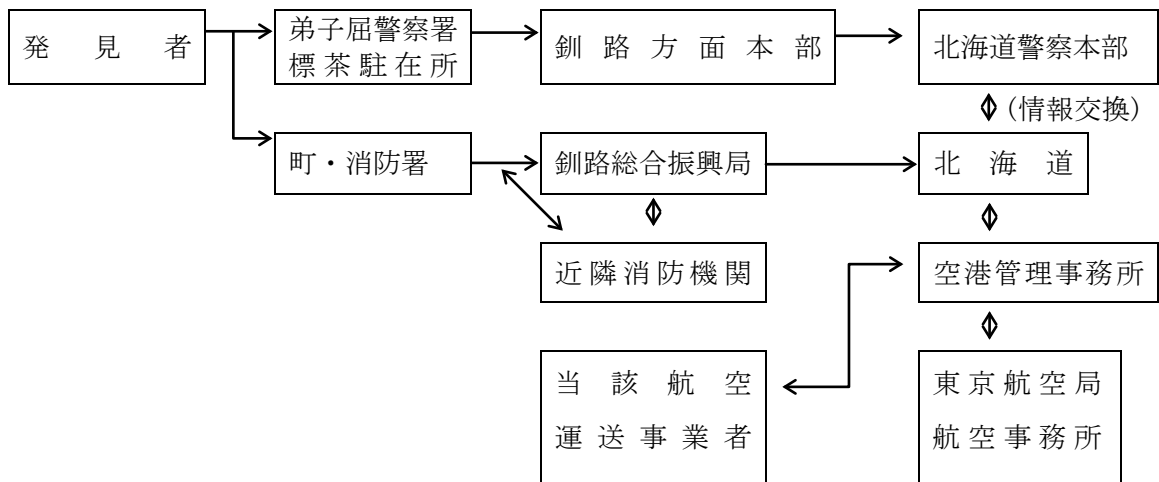 発見者
弟子屈警察署
標茶駐在所
釧路方面本部
北海道警察本部
(情報交換)
町・消防署
釧路総合振興局
北海道
近隣消防機関
空港管理事務所
当該航空
運送事業者
東京航空局
航空事務所